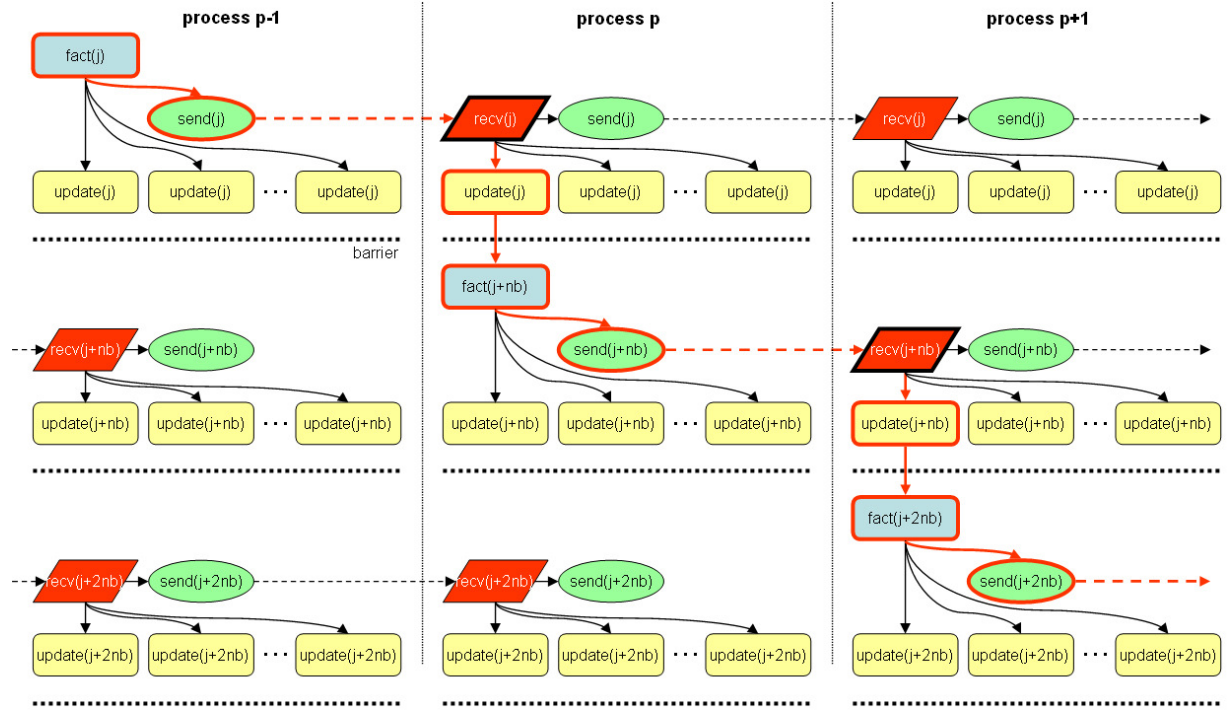 process p-1 process p process p+1
fact(j)
send(j) recv(j) send(j) recv(j) send(j)
update(j) update(j) ··· update(j) update(j) update(j) ··· update(j) update(j) update(j) ··· update(j)
barrier
fact(j+nb)
recv(j+nb) send(j+nb) send(j+nb) recv(j+nb) send(j+nb)
update(j+nb) update(j+nb) ··· update(j+nb) update(j+nb) update(j+nb) ··· update(j+nb) update(j+nb) update(j+nb) ··· update(j+nb)
fact(j+2nb)
recv(j+2nb) send(j+2nb) recv(j+2nb) send(j+2nb) send(j+2nb)
update(j+2nb) update(j+2nb) ··· update(j+2nb) update(j+2nb) update(j+2nb) ··· update(j+2nb) update(j+2nb) update(j+2nb) ··· update(j+2nb)